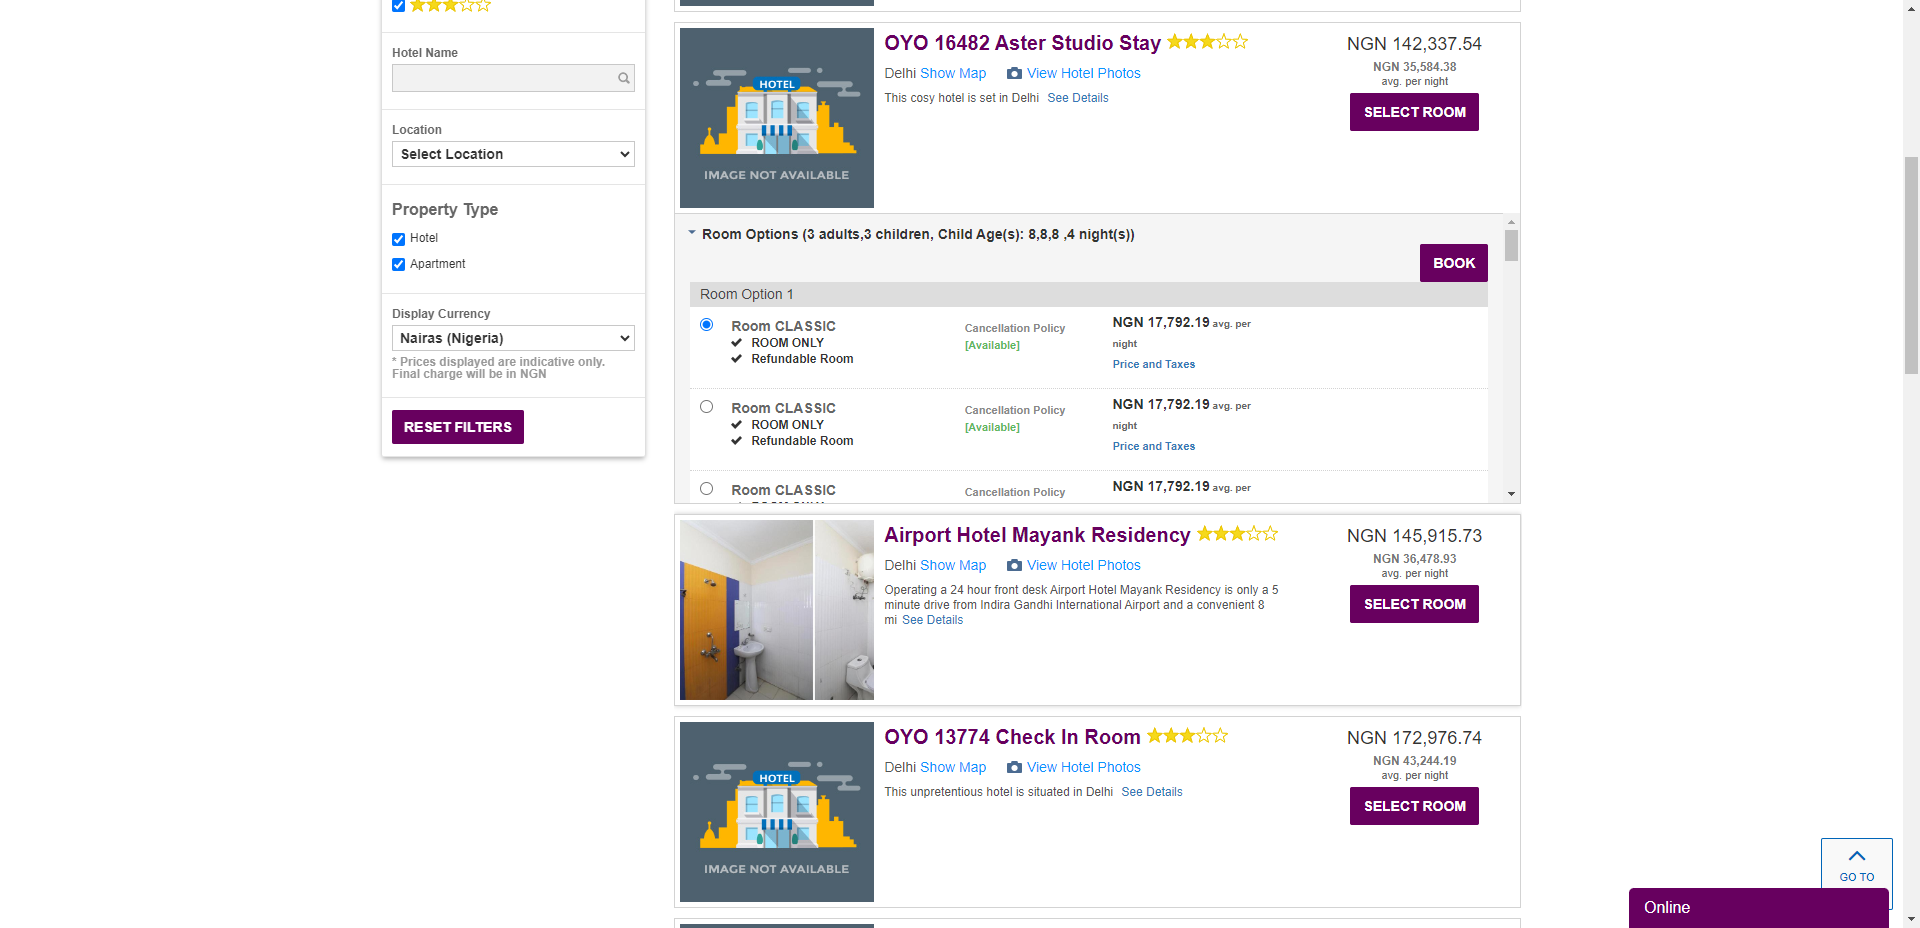 Hotel Name
Location
Select Location
Property Type
Hotel
Apartment
Display Currency
Nairas (Nigeria)
* Prices displayed are indicative only.
Final charge will be in NGN
RESET FILTERS
HOTEL
IMAGE NOT AVAILABLE
OYO 16482 Aster Studio Stay
Delhi Show Map View Hotel Photos
This cosy hotel is set in Delhi See Details
NGN 142,337.54
NGN 35,584.38
avg. per night
SELECT ROOM
Room Options (3 adults,3 children, Child Age(s): 8,8,8 ,4 night(s))
BOOK
Room Option 1
Room CLASSIC
ROOM ONLY
Refundable Room
Cancellation Policy
[Available]
NGN 17,792.19 avg. per
night
Price and Taxes
Room CLASSIC
ROOM ONLY
Refundable Room
Cancellation Policy
[Available]
NGN 17,792.19 avg. per
night
Price and Taxes
Room CLASSIC
Cancellation Policy
NGN 17,792.19 avg. per
Airport Hotel Mayank Residency
Delhi Show Map View Hotel Photos
Operating a 24 hour front desk Airport Hotel Mayank Residency is only a 5
minute drive from Indira Gandhi International Airport and a convenient 8
mi See Details
NGN 145,915.73
NGN 36,478.93
avg. per night
SELECT ROOM
HOTEL
IMAGE NOT AVAILABLE
OYO 13774 Check In Room
Delhi Show Map View Hotel Photos
This unpretentious hotel is situated in Delhi See Details
NGN 172,976.74
NGN 43,244.19
avg. per night
SELECT ROOM
GO TO
Online